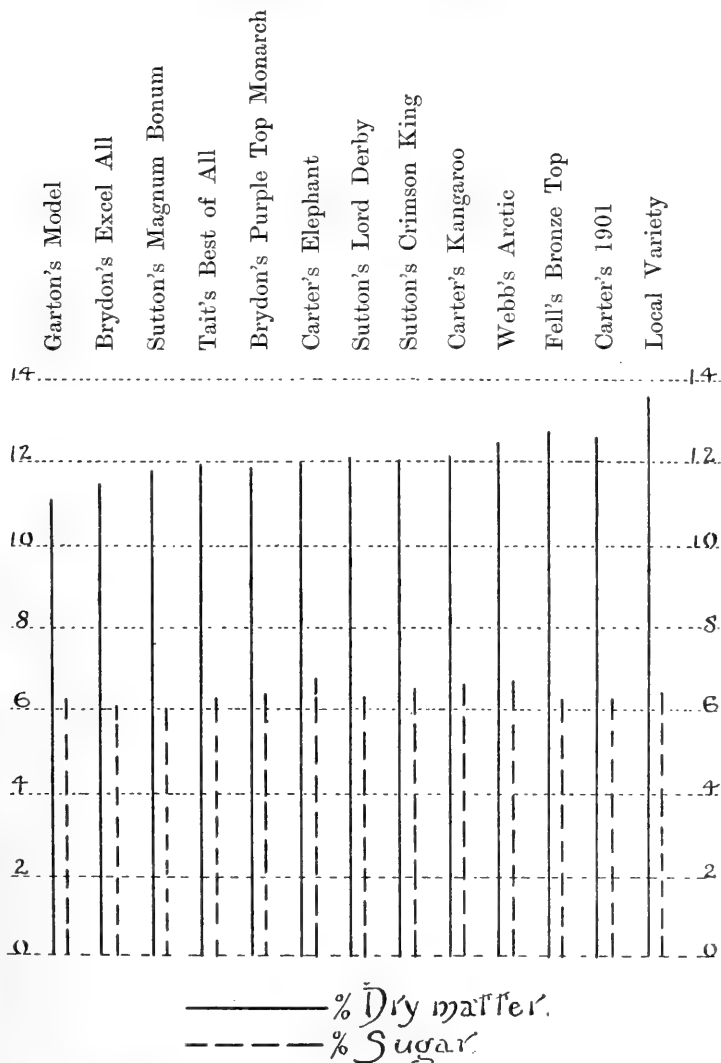 Garton's Model
Brydon's Excel All
Sutton's Magnum Bonum
Tait's Best of All
Brydon's Purple Top Monarch
Carter's Elephant
Sutton's Lord Derby
Sutton's Crimson King
Carter's Kangaroo
Webb's Arctic
Fell's Bronze Top
Carter's 1901
Local Variety
14 14
12 12
10 10
8 8
6 6
4 4
2 2
0 0
% Dry matter.
% Sugar.